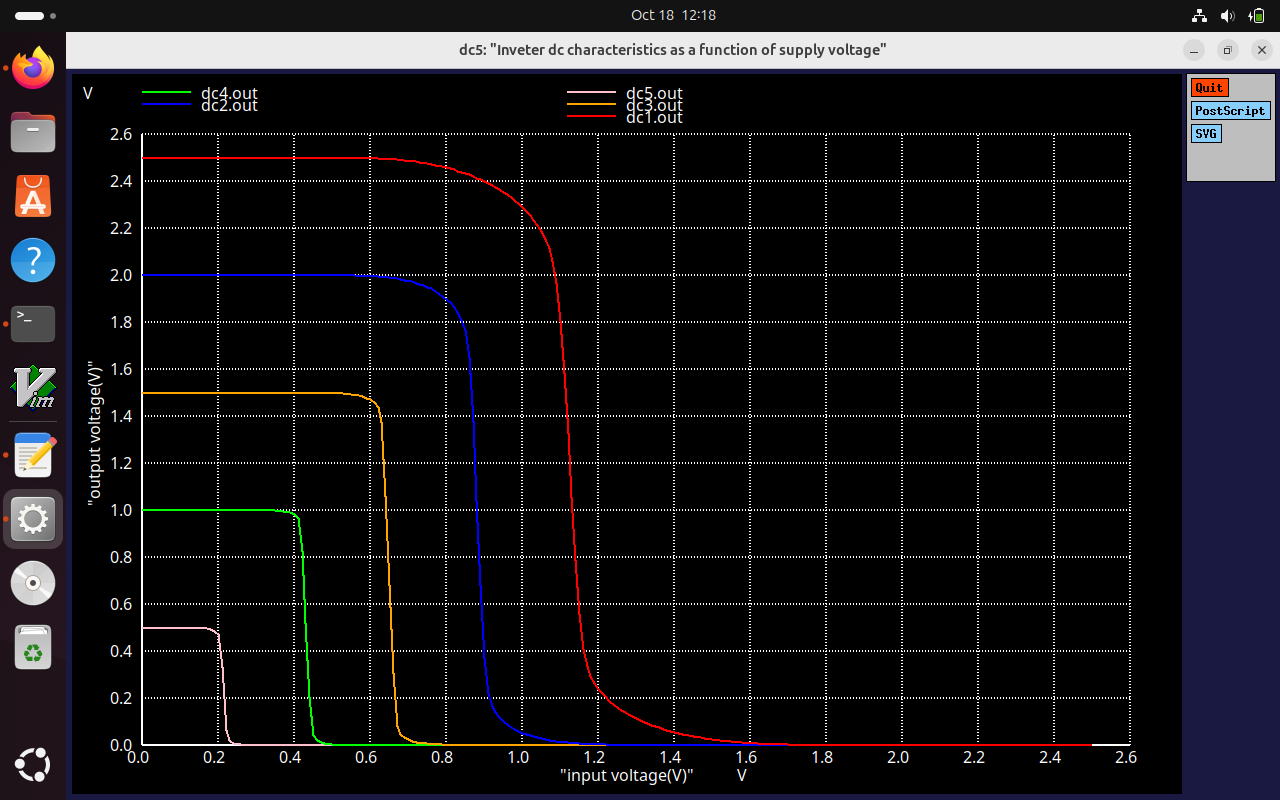 Oct 18 12:18
dc5: "Inveter dc characteristics as a function of supply voltage"
V
dc4.out
dc2.out
dc5.out
dc3.out
dc1.out
Quit
PostScript
SVG
2.6
2.4
2.2
2.0
1.8
1.6
1.4
1.2
1.0
0.8
0.6
0.4
0.2
0.0
"output voltage(V)"
0.0 0.2 0.4 0.6 0.8 1.0 1.2 1.4 1.6 1.8 2.0 2.2 2.4 2.6
"input voltage(V)" V
?
>_
Vim